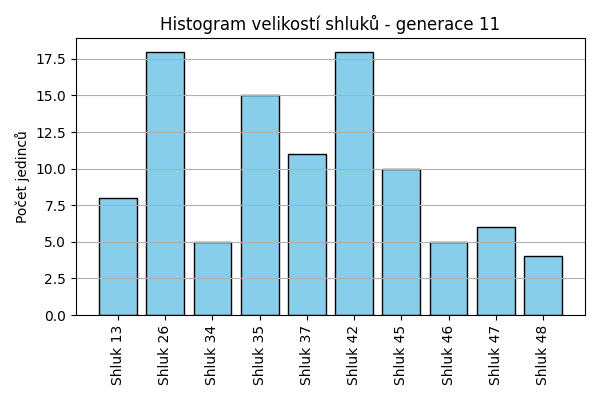 Histogram velikostí shluků - generace 11
Počet jedinců
17.5
15.0
12.5
10.0
7.5
5.0
2.5
0.0
Shluk 13
Shluk 26
Shluk 34
Shluk 35
Shluk 37
Shluk 42
Shluk 45
Shluk 46
Shluk 47
Shluk 48